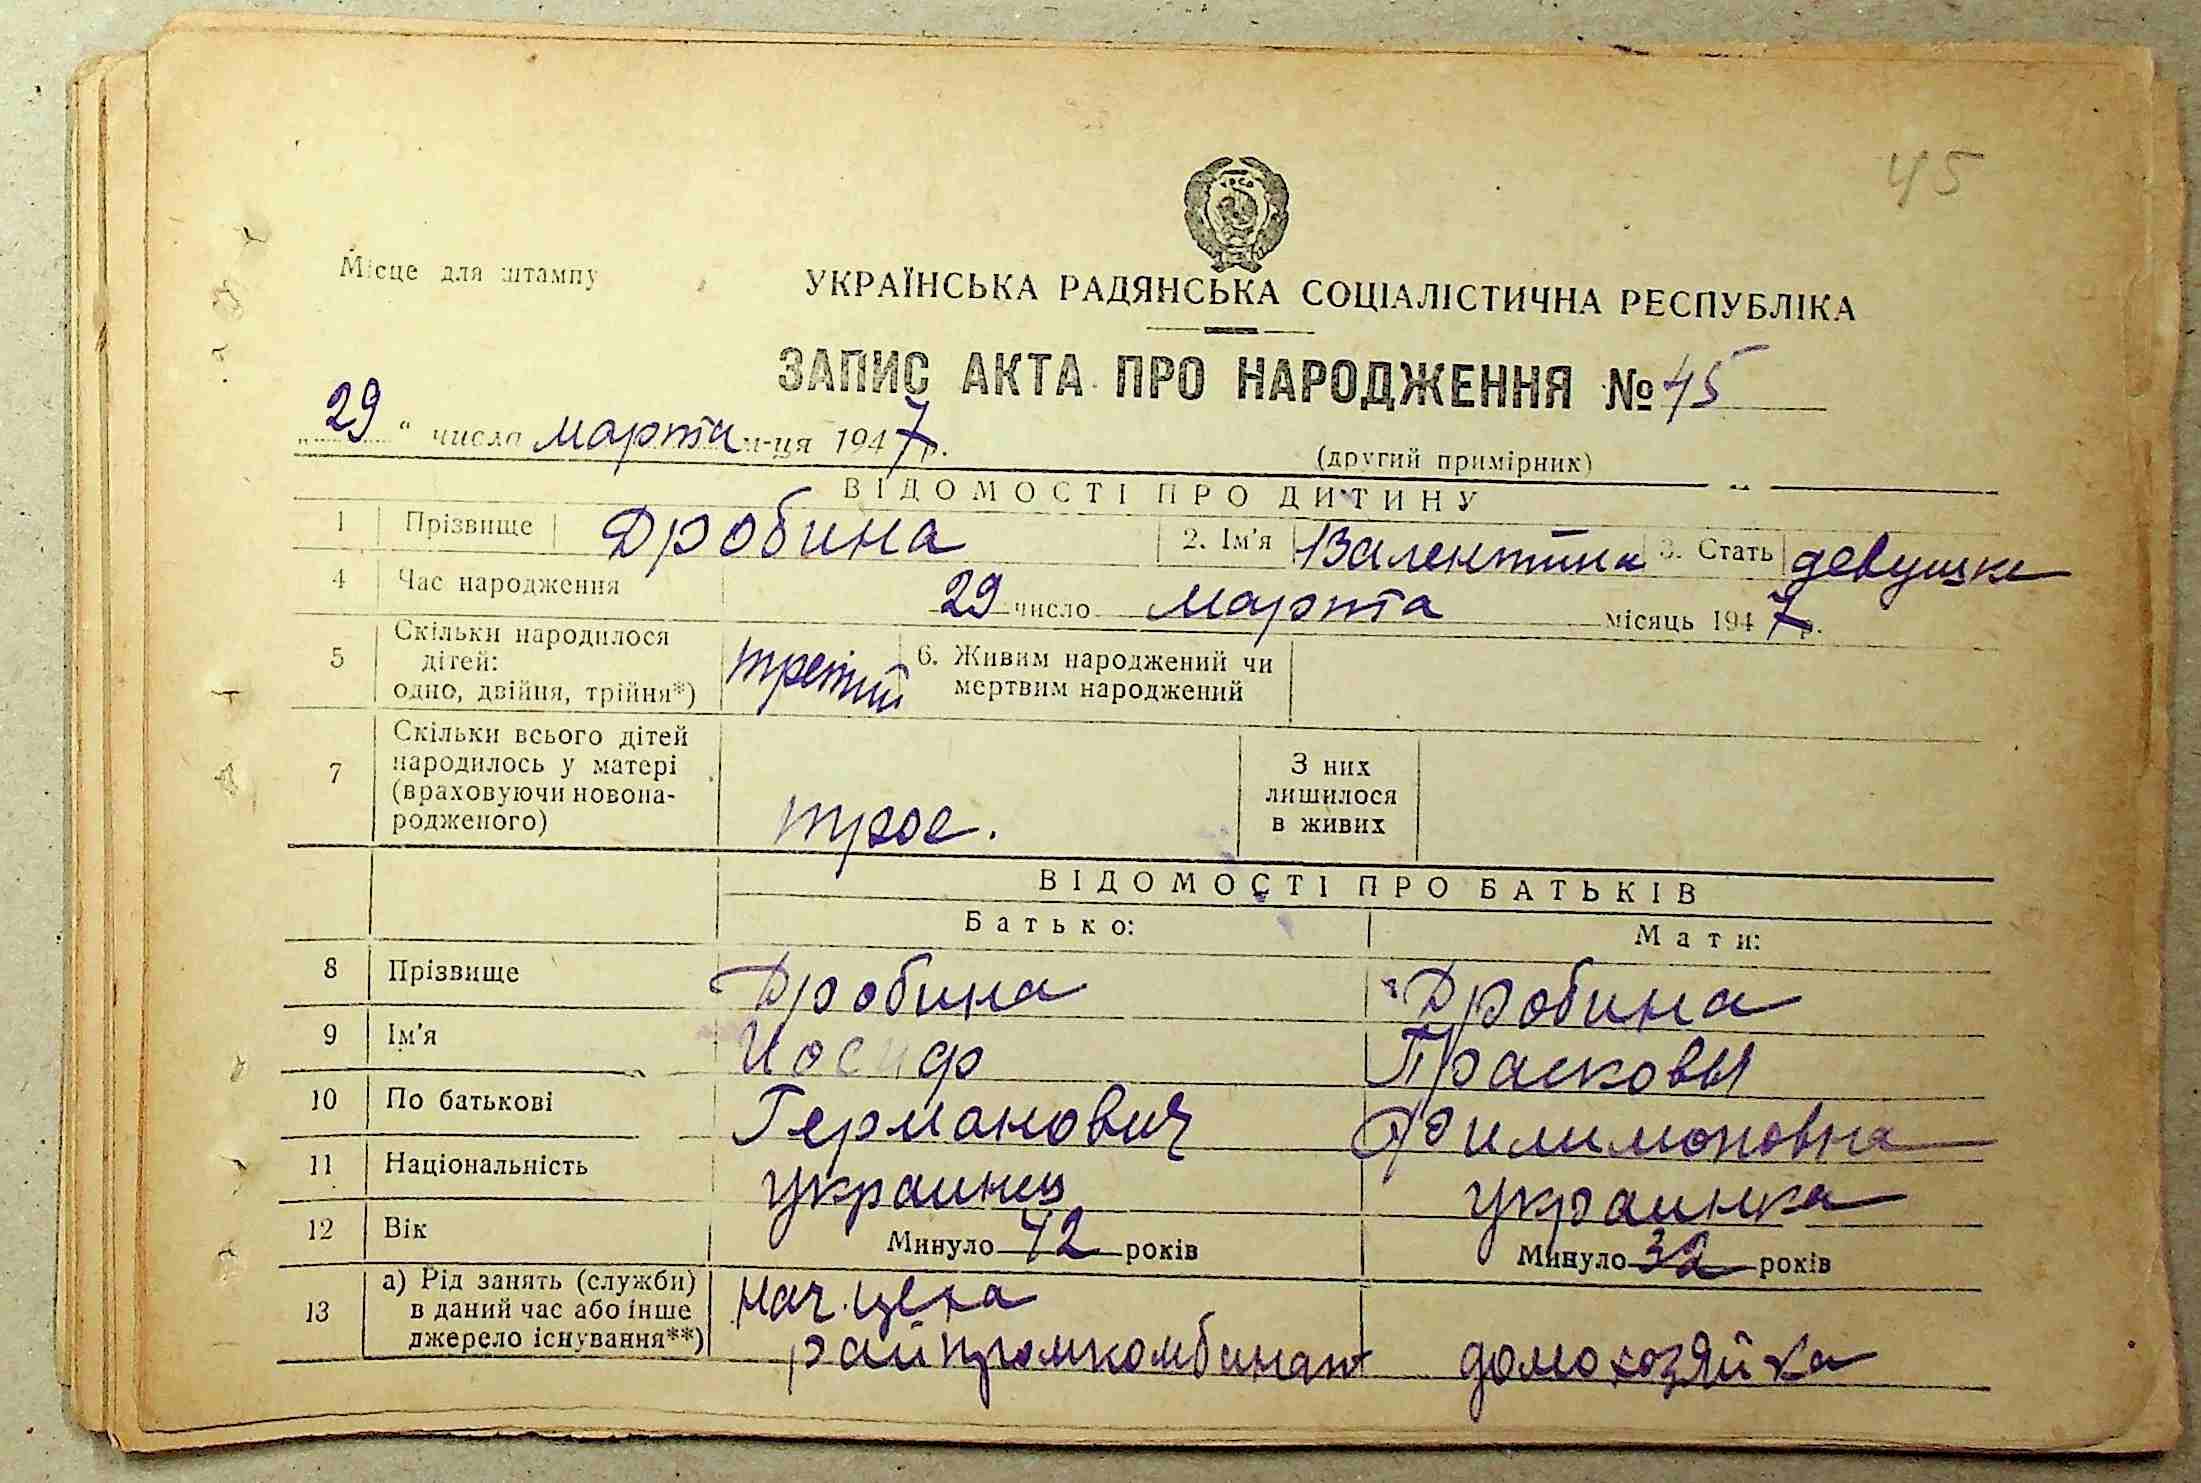 45
Місце для штампу
УКРАЇНСЬКА РАДЯНСЬКА СОЦІАЛІСТИЧНА РЕСПУБЛІКА
ЗАПИС АКТА ПРО НАРОДЖЕННЯ № 45
„29“ числа марта м-ця 1947 р.
(другий примірник)
ВІДОМОСТІ ПРО ДИТИНУ
1 Прізвище Дробина 2. Ім'я Валентина 3. Стать девушка
4 Час народження 29 число марта місяць 1947 р.
5 Скільки народилося дітей: одно, двійня, трійня*) третий 6. Живим народжений чи мертвим народжений
7 Скільки всього дітей народилось у матері (враховуючи новона-родженого) трое. З них лишилося в живих
ВІДОМОСТІ ПРО БАТЬКІВ
Батько: Мати:
8 Прізвище Дробина Дробина
9 Ім'я Иосиф Прасковья
10 По батькові Германович Филимоновна
11 Національність украинец украинка
12 Вік Минуло 42 років Минуло 32 років
13 а) Рід занять (служби) в даний час або інше джерело існування**) нач. цеха райпромкомбинат домохозяйка